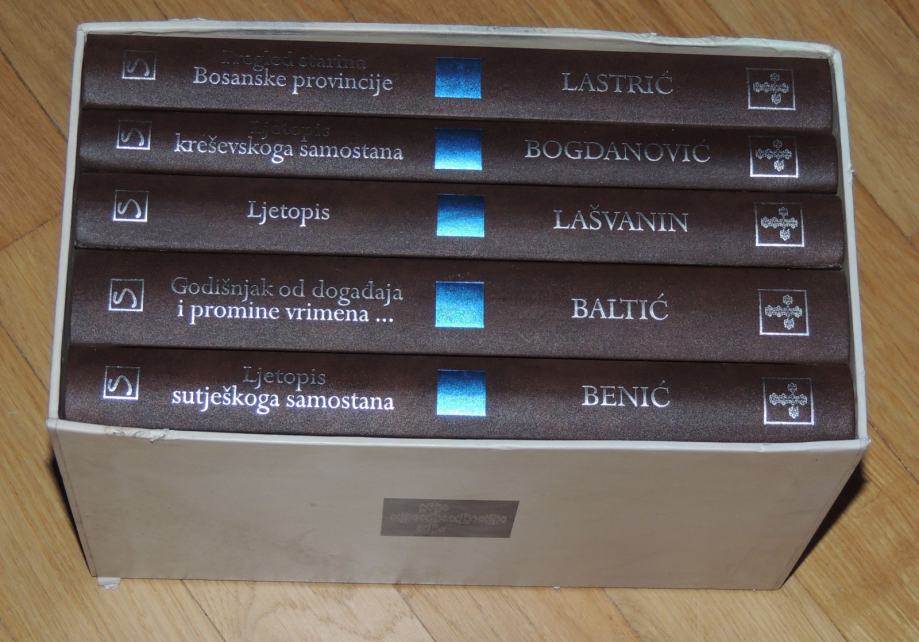 Pregled starina
Bosanske provincije
LASTRIĆ
Ljetopis
kreševskoga samostana
BOGDANOVIĆ
Ljetopis
LAŠVANIN
Godišnjak od događaja
i promine vrimena ...
BALTIĆ
Ljetopis
sutješkoga samostana
BENIĆ